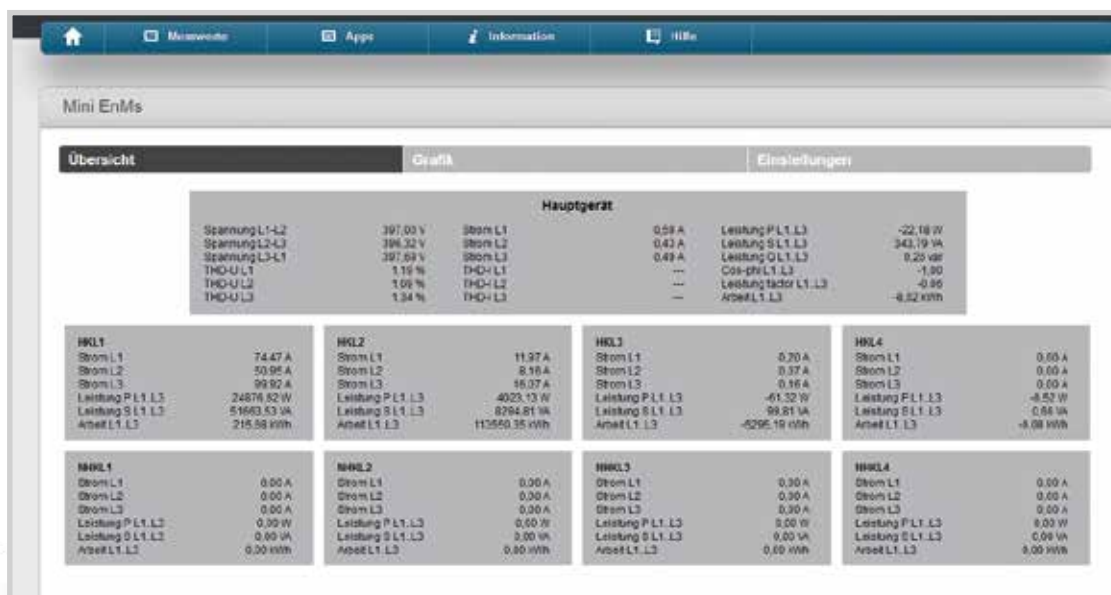 Messwerte Apps Information Hilfe
Mini EnMs
Übersicht Grafik Einstellungen
Hauptgerät
Spannung L1-L2 397,00 V Strom L1 0,59 A Leistung P L1..L3 -22,18 W
Spannung L2-L3 396,32 V Strom L2 0,43 A Leistung S L1..L3 343,79 VA
Spannung L3-L1 397,69 V Strom L3 0,49 A Leistung Q L1..L3 0,25 var
THD-U L1 1,19 % THD-I L1 --- Cos-phi L1..L3 -1,00
THD-U L2 1,09 % THD-I L2 --- Leistung factor L1..L3
THD-U L3 1,34 % THD-I L3 --- Arbeit L1..L3 kWh
HKL1 HKL2 HKL3 HKL4
Strom L1 74,47 A Strom L1 11,97 A Strom L1 0,20 A Strom L1 0,00 A
Strom L2 50,95 A Strom L2 8,16 A Strom L2 0,37 A Strom L2 0,00 A
Strom L3 99,92 A Strom L3 16,37 A Strom L3 0,16 A Strom L3 0,00 A
Leistung P L1..L3 24876,82 W Leistung P L1..L3 4023,13 W Leistung P L1..L3 -61,32 W Leistung P L1..L3
Leistung S L1..L3 51663,53 VA Leistung S L1..L3 8294,81 VA Leistung S L1..L3 99,81 VA Leistung S L1..L3
Arbeit L1..L3 215,58 kWh Arbeit L1..L3 113550,35 kWh Arbeit L1..L3 -5295,19 kWh Arbeit L1..L3 kWh
NHKL1 NHKL2 NHKL3 NHKL4
Strom L1 0,00 A Strom L1 0,00 A Strom L1 0,00 A Strom L1 0,00 A
Strom L2 0,00 A Strom L2 0,00 A Strom L2 0,00 A Strom L2 0,00 A
Strom L3 0,00 A Strom L3 0,00 A Strom L3 0,00 A Strom L3 0,00 A
Leistung P L1..L3 0,00 W Leistung P L1..L3 0,00 W Leistung P L1..L3 0,00 W Leistung P L1..L3 0,00 W
Leistung S L1..L3 0,00 VA Leistung S L1..L3 0,00 VA Leistung S L1..L3 0,00 VA Leistung S L1..L3 0,00 VA
Arbeit L1..L3 0,00 kWh Arbeit L1..L3 0,00 kWh Arbeit L1..L3 0,00 kWh Arbeit L1..L3 0,00 kWh